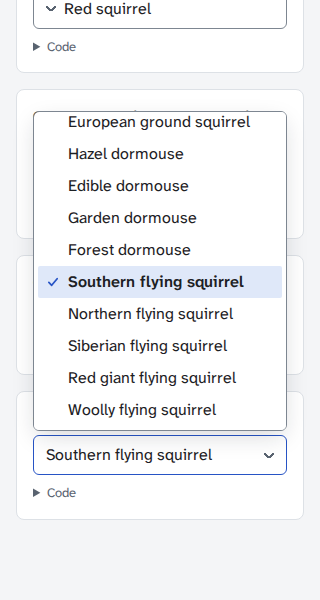 Red squirrel
Code
European ground squirrel
Hazel dormouse
Edible dormouse
Garden dormouse
Forest dormouse
Southern flying squirrel
Northern flying squirrel
Siberian flying squirrel
Red giant flying squirrel
Woolly flying squirrel
Southern flying squirrel
Code